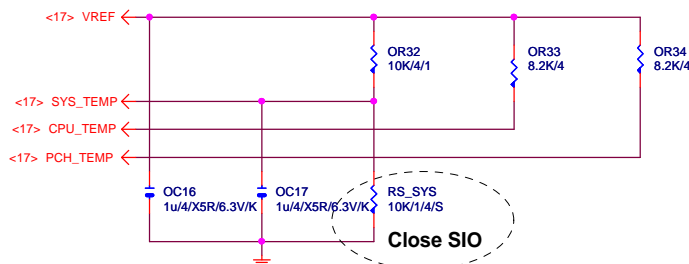 <17> VREF
OR32
10K/4/1
OR33
8.2K/4
OR34
8.2K/4
<17> SYS_TEMP
<17> CPU_TEMP
<17> PCH_TEMP
OC16
1u/4/X5R/6.3V/K
OC17
1u/4/X5R/6.3V/K
RS_SYS
10K/1/4/S
Close SIO